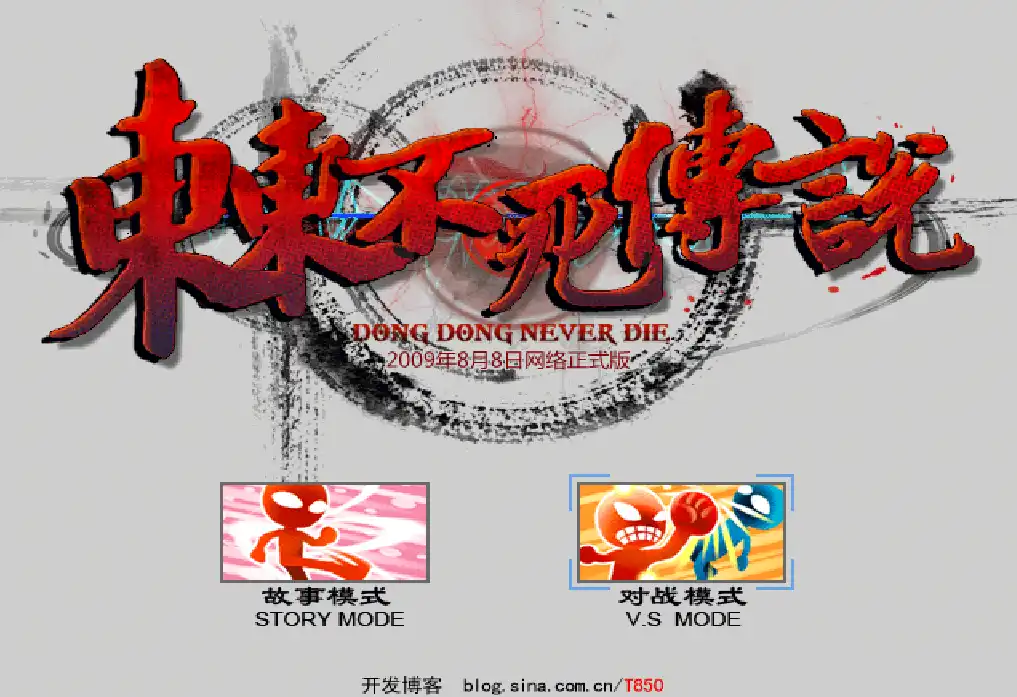 東東不死傳説
DONG DONG NEVER DIE
2009年8月8日网络正式版
故事模式
STORY MODE
对战模式
V.S MODE
开发博客 blog.sina.com.cn/T850